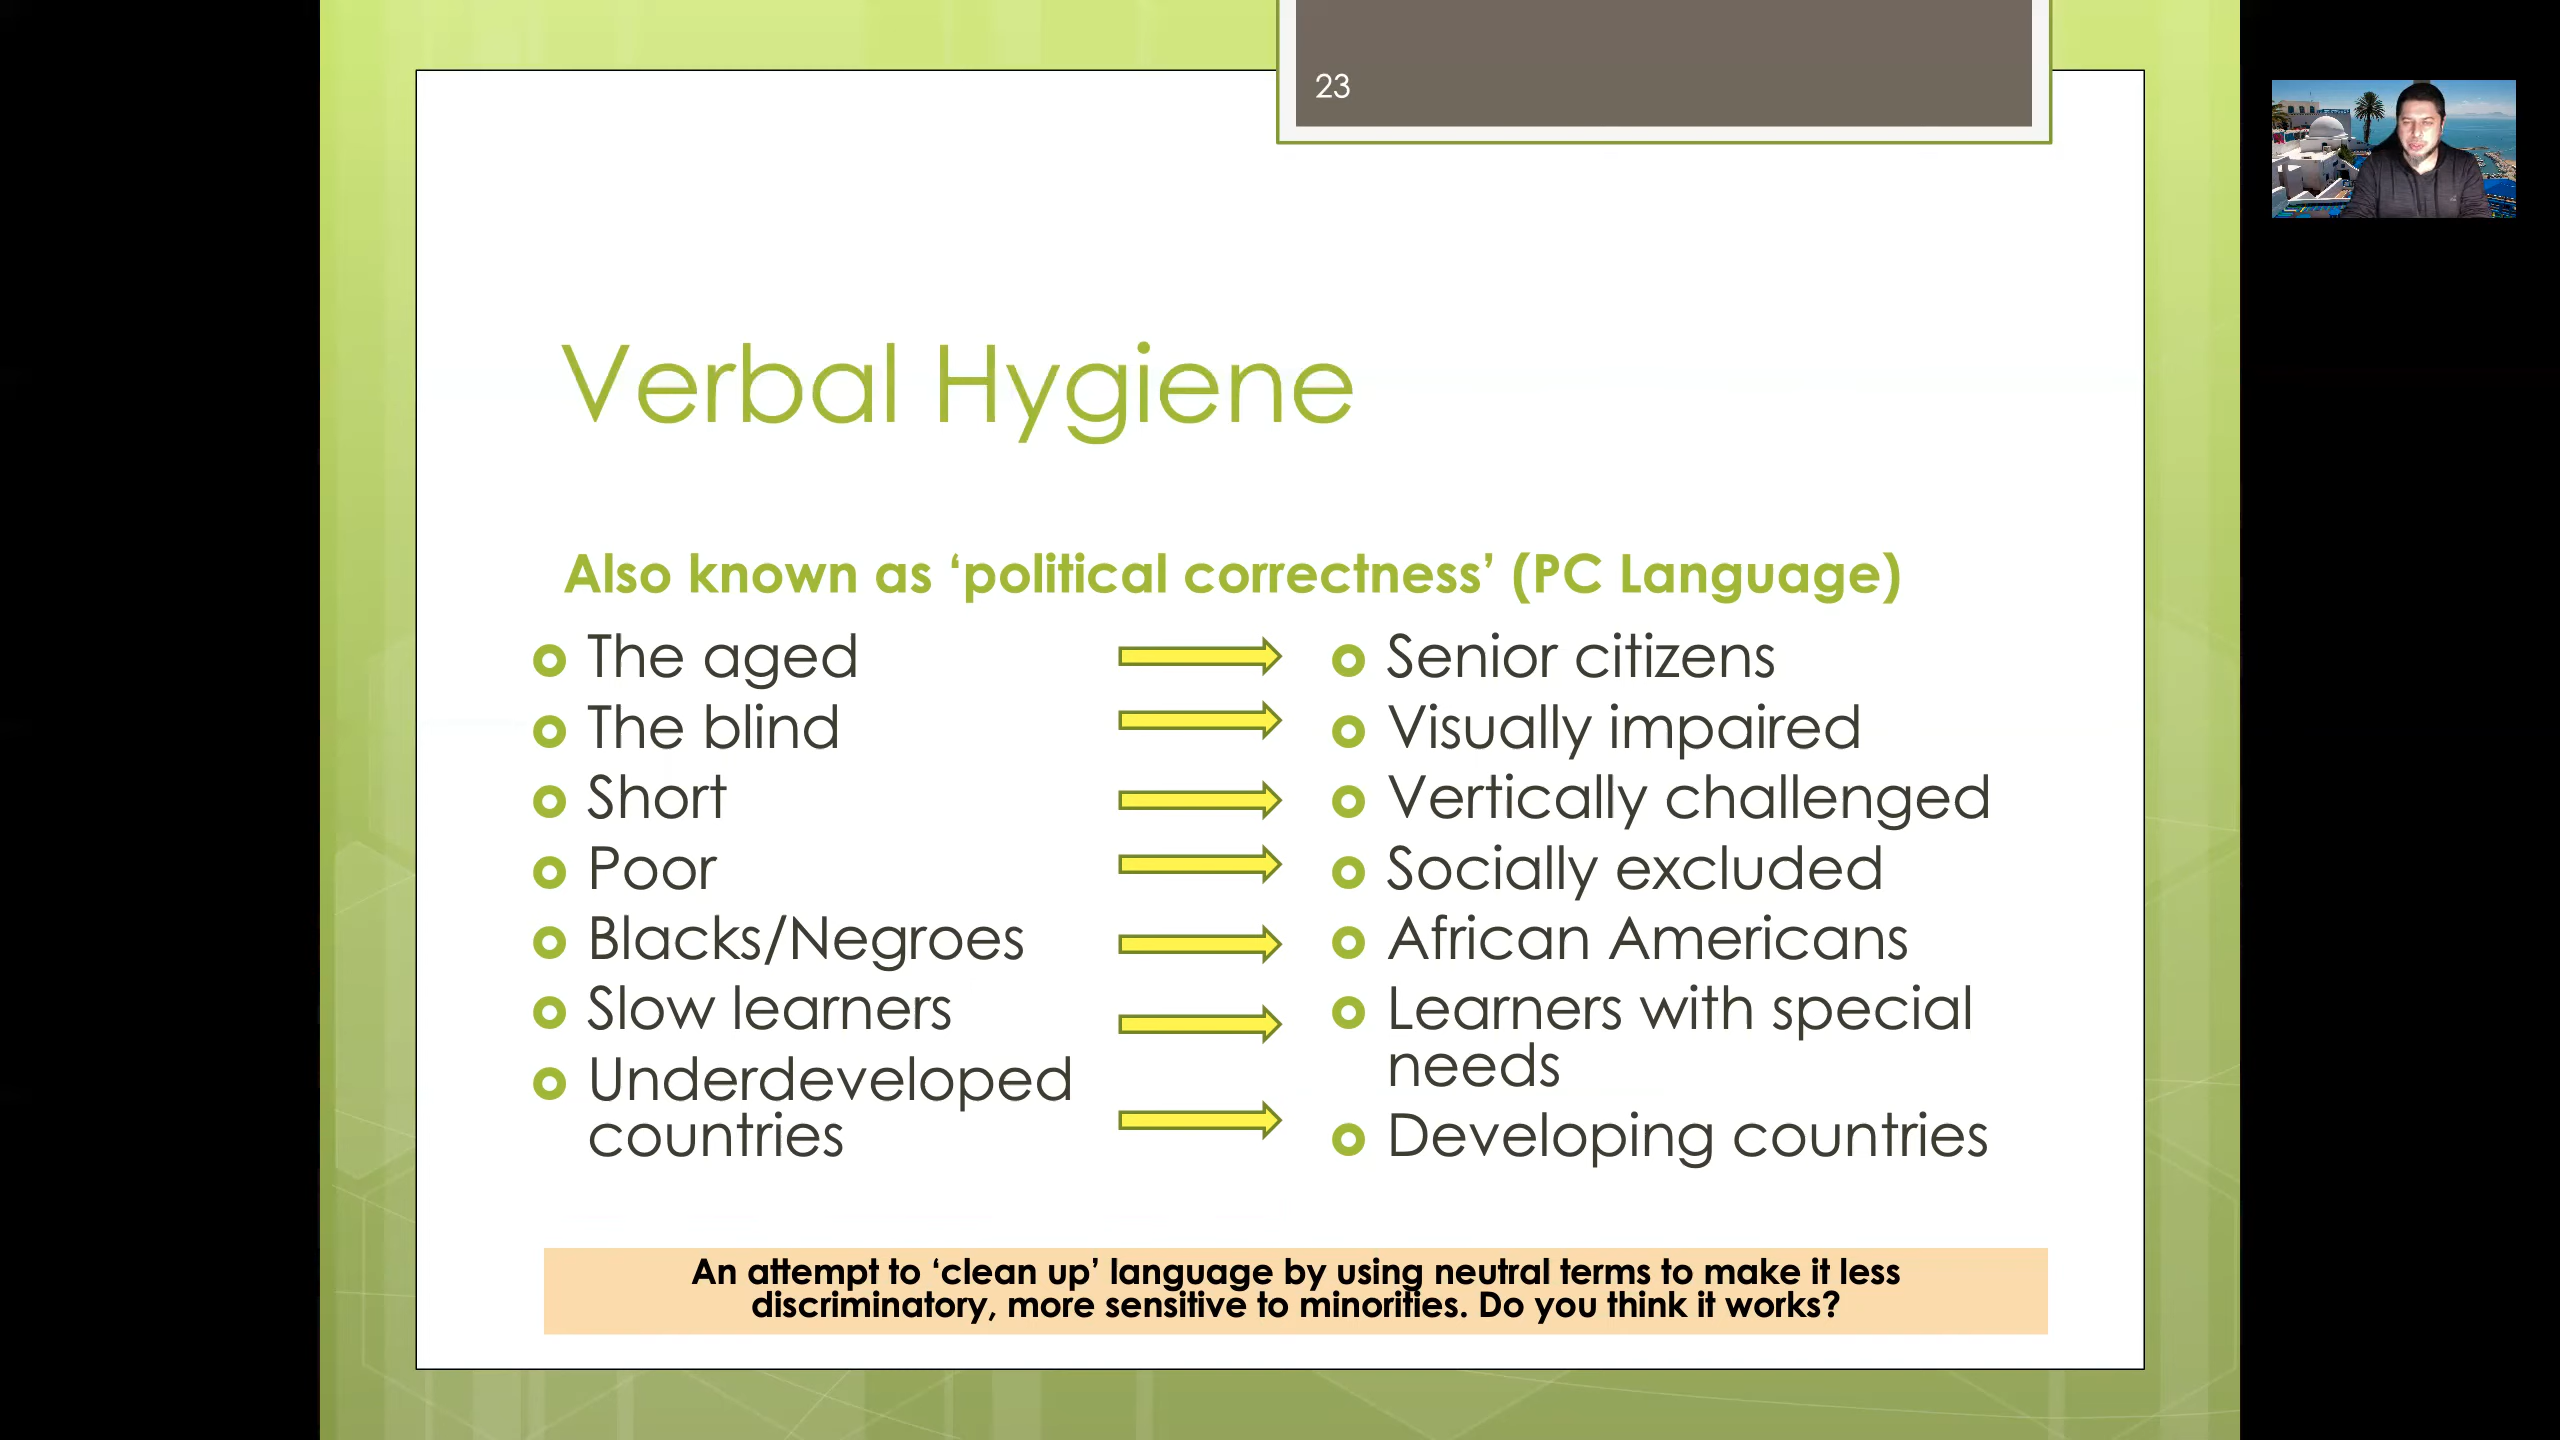 23
Verbal Hygiene
Also known as ‘political correctness’ (PC Language)
The aged
The blind
Short
Poor
Blacks/Negroes
Slow learners
Underdeveloped
countries
Senior citizens
Visually impaired
Vertically challenged
Socially excluded
African Americans
Learners with special
needs
Developing countries
An attempt to ‘clean up’ language by using neutral terms to make it less
discriminatory, more sensitive to minorities. Do you think it works?